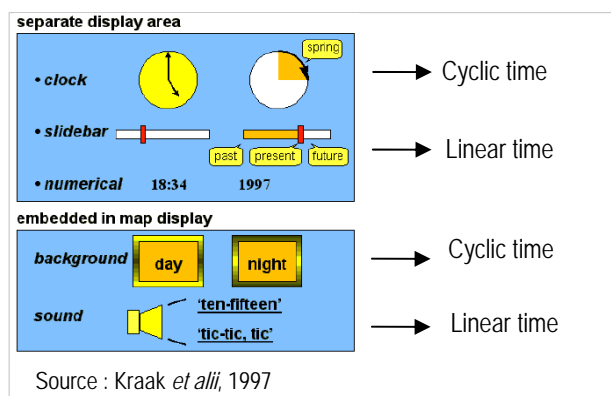 separate display area
spring
• clock
Cyclic time
• slidebar
past present future
Linear time
• numerical 18:34 1997
embedded in map display
background day night
Cyclic time
sound
‘ten-fifteen’
‘tic-tic, tic’
Linear time
Source : Kraak et alii, 1997